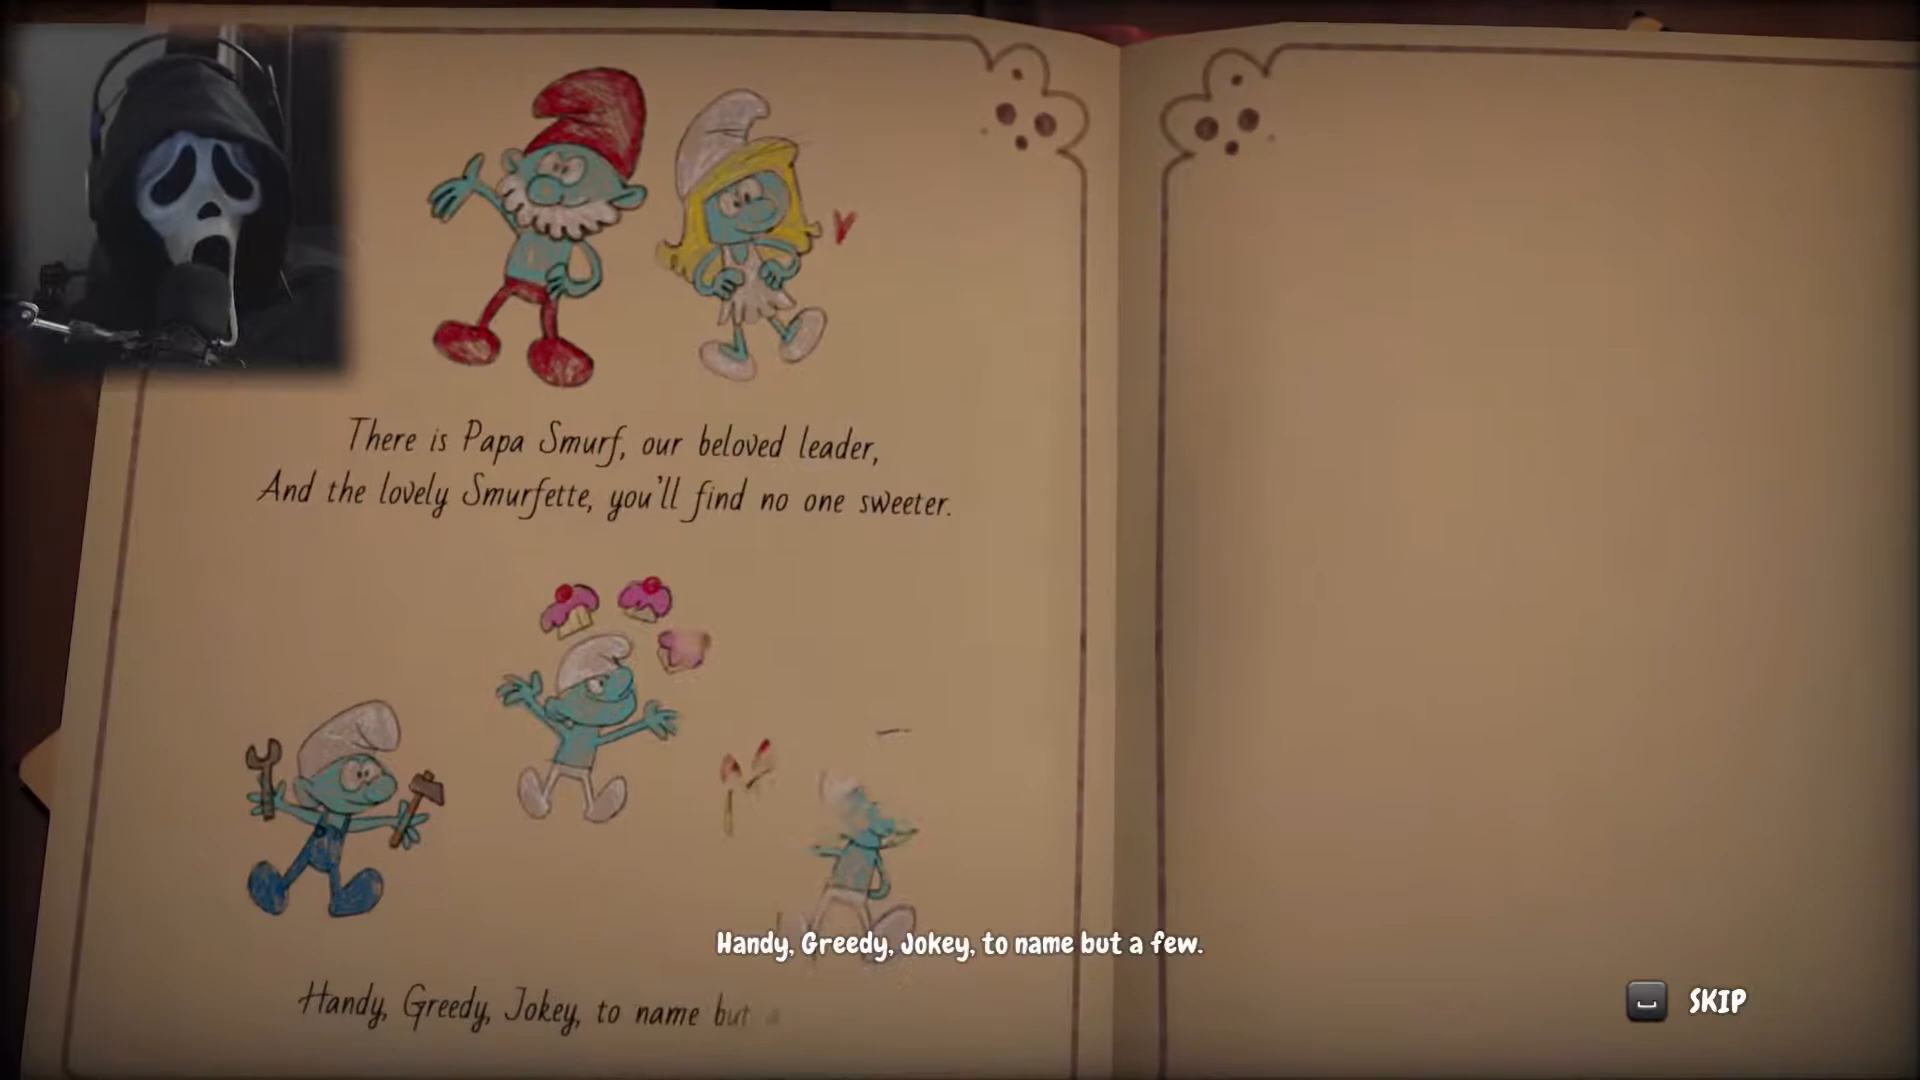 There is Papa Smurf, our beloved leader,
And the lovely Smurfette, you'll find no one sweeter.
Handy, Greedy, Jokey, to name but a few.
Handy, Greedy, Jokey, to name but a
SKIP